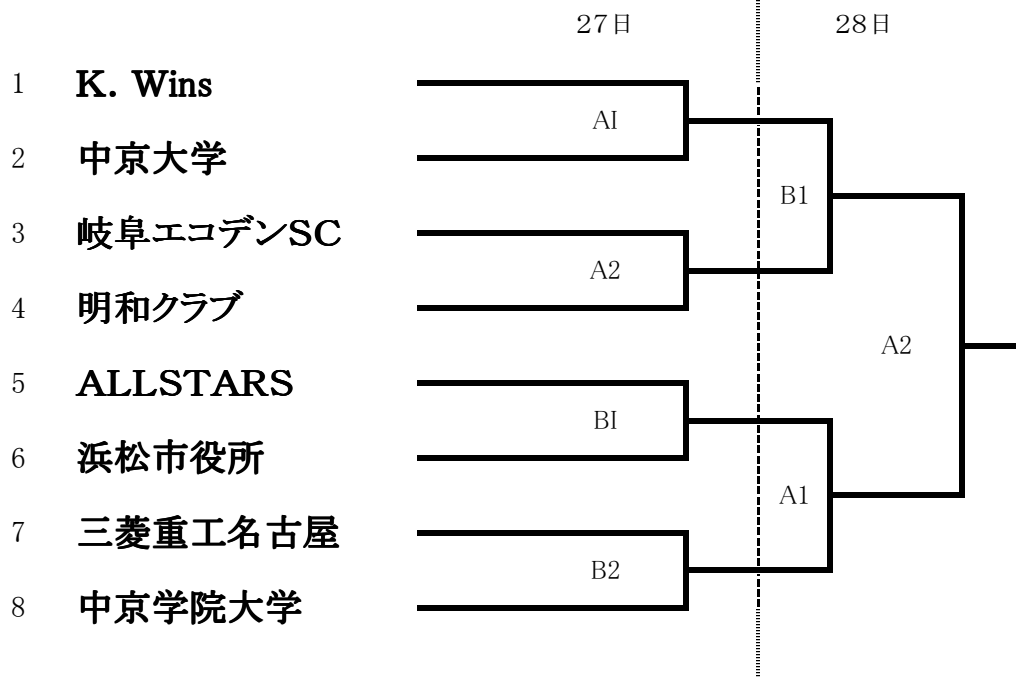 27日 28日
1 K. Wins
AI
2 中京大学
B1
3 岐阜エコデンSC
A2
4 明和クラブ
A2
5 ALLSTARS
BI
6 浜松市役所
A1
7 三菱重工名古屋
B2
8 中京学院大学